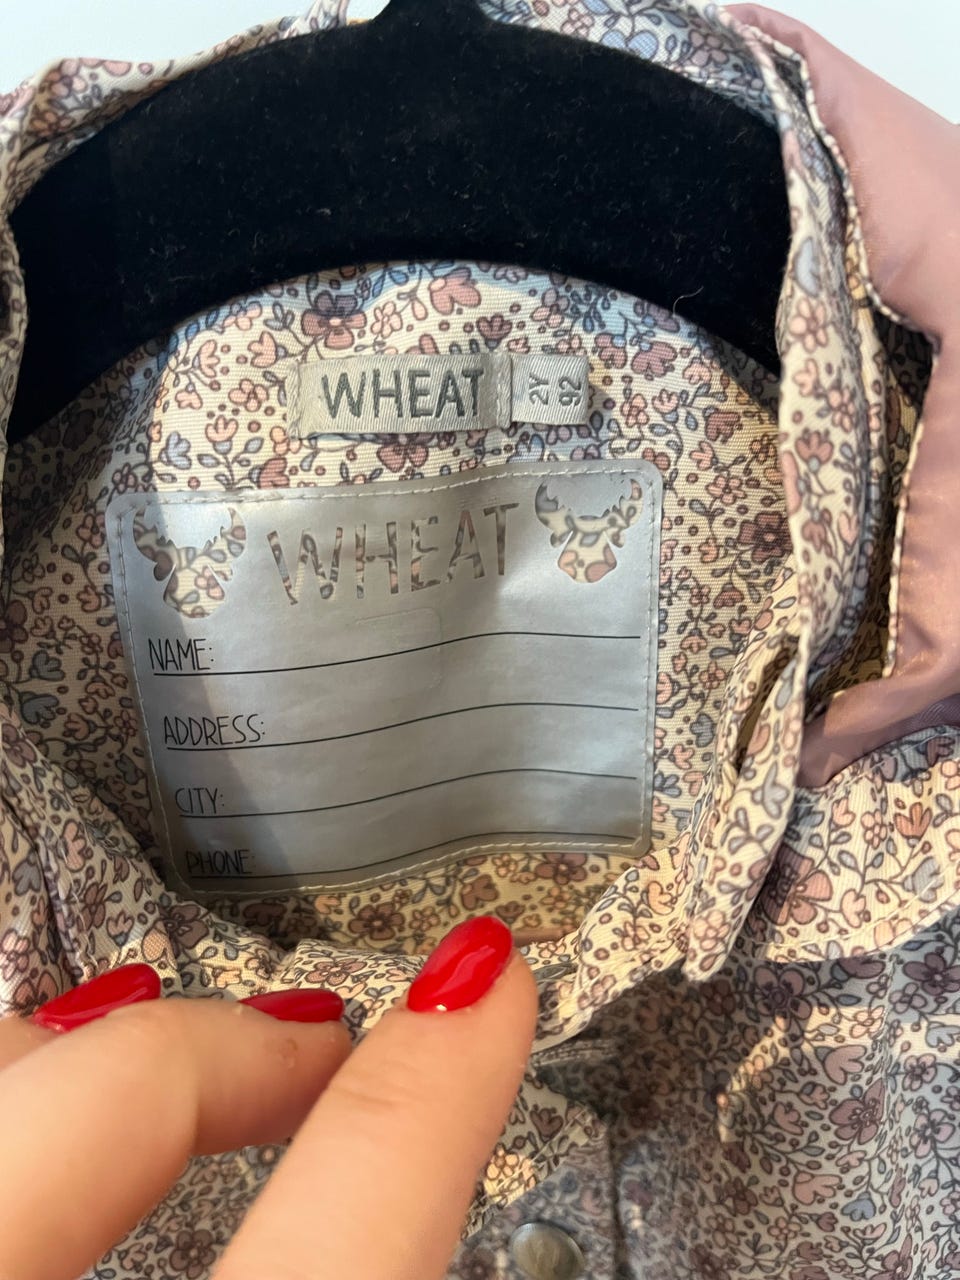 WHEAT
2Y
92
WHEAT
NAME:
ADDRESS:
CITY:
PHONE: